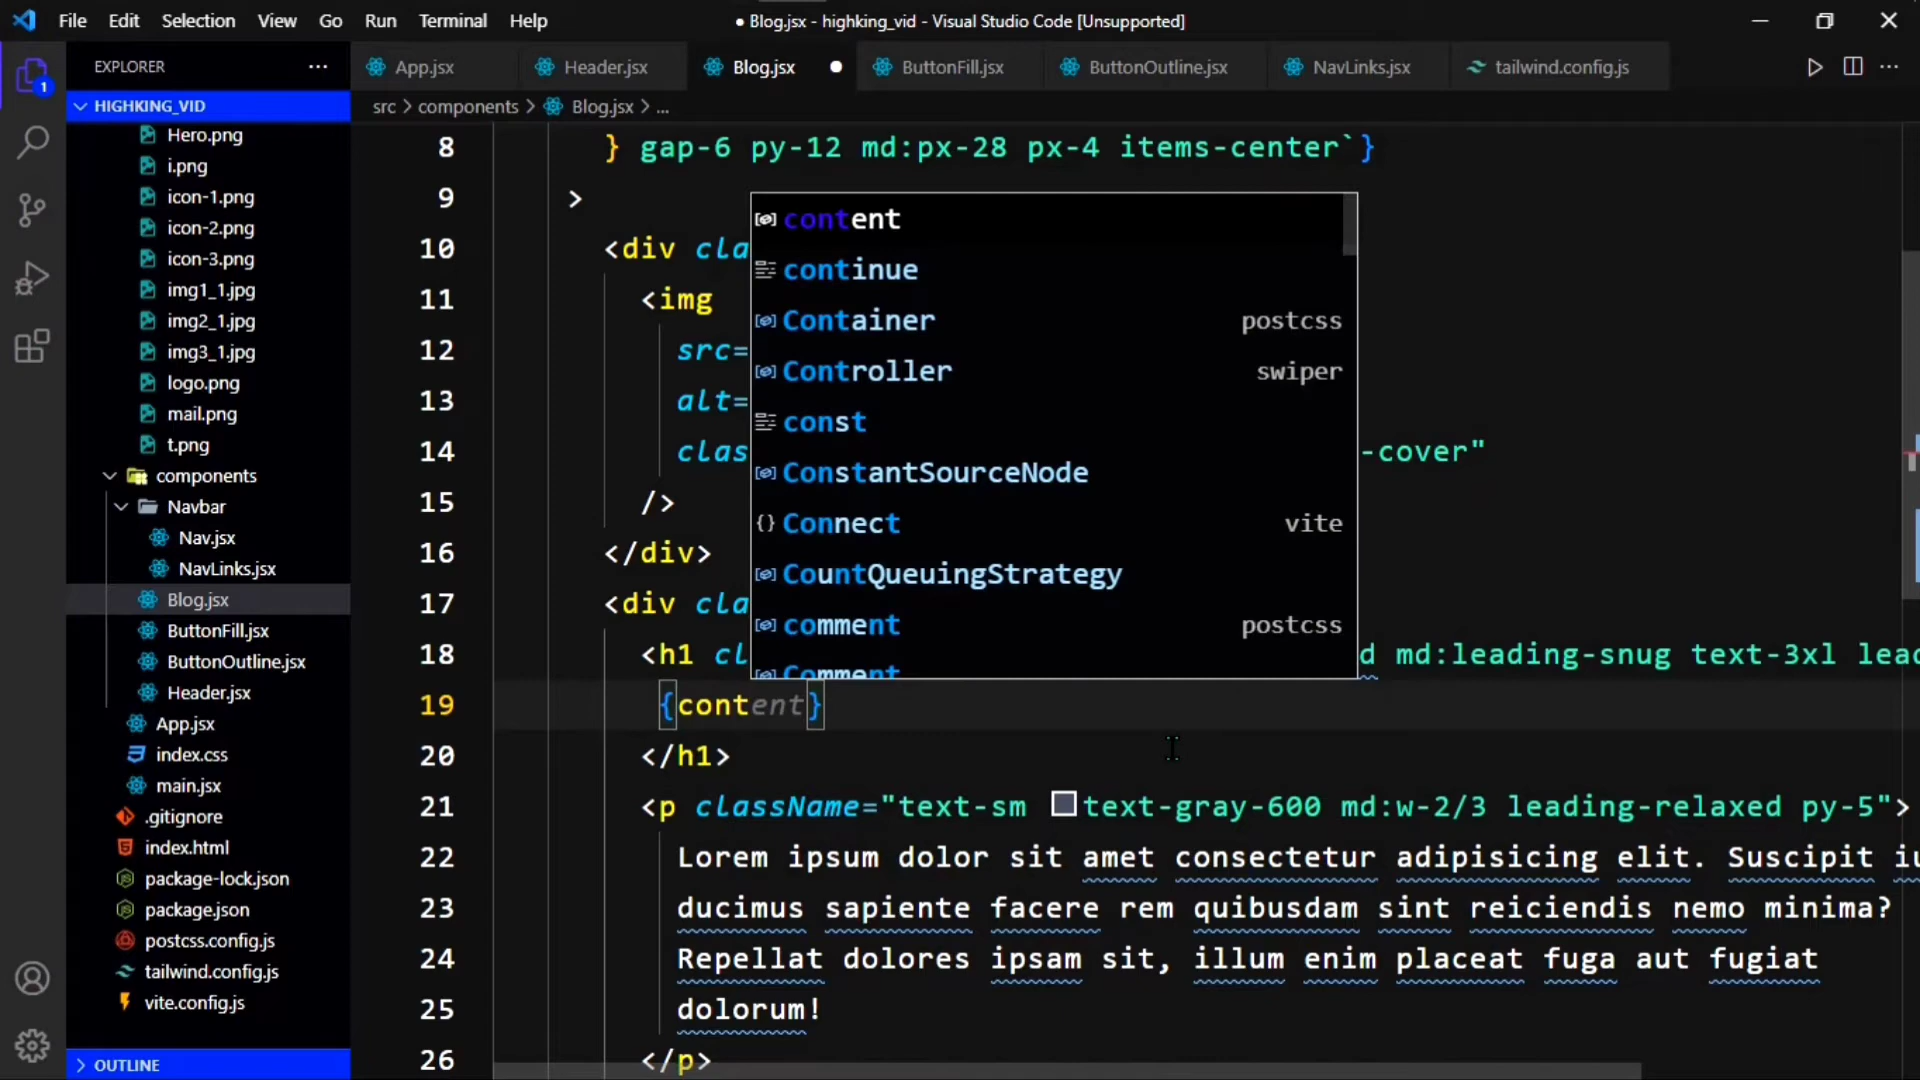 File Edit Selection View Go Run Terminal Help
● Blog.jsx - highking_vid - Visual Studio Code [Unsupported]
EXPLORER
App.jsx
Header.jsx
Blog.jsx
ButtonFill.jsx
ButtonOutline.jsx
NavLinks.jsx
tailwind.config.js
1
HIGHKING_VID
src > components > Blog.jsx > ...
Hero.png
i.png
icon-1.png
icon-2.png
icon-3.png
img1_1.jpg
img2_1.jpg
img3_1.jpg
logo.png
mail.png
t.png
components
Navbar
Nav.jsx
NavLinks.jsx
Blog.jsx
ButtonFill.jsx
ButtonOutline.jsx
Header.jsx
App.jsx
index.css
main.jsx
.gitignore
index.html
package-lock.json
package.json
postcss.config.js
tailwind.config.js
vite.config.js
OUTLINE
8 } gap-6 py-12 md:px-28 px-4 items-center`}
9 >
10 <div cla
11 <img
12 src=
13 alt=
14 clas -cover"
15 />
16 </div>
17 <div cla
18 <h1 cl d md:leading-snug text-3xl lead
19 {content}
20 </h1>
21 <p className="text-sm text-gray-600 md:w-2/3 leading-relaxed py-5">
22 Lorem ipsum dolor sit amet consectetur adipisicing elit. Suscipit iu
23 ducimus sapiente facere rem quibusdam sint reiciendis nemo minima?
24 Repellat dolores ipsam sit, illum enim placeat fuga aut fugiat
25 dolorum!
26 </p>
content
continue
Container postcss
Controller swiper
const
ConstantSourceNode
Connect vite
CountQueuingStrategy
comment postcss
Comment